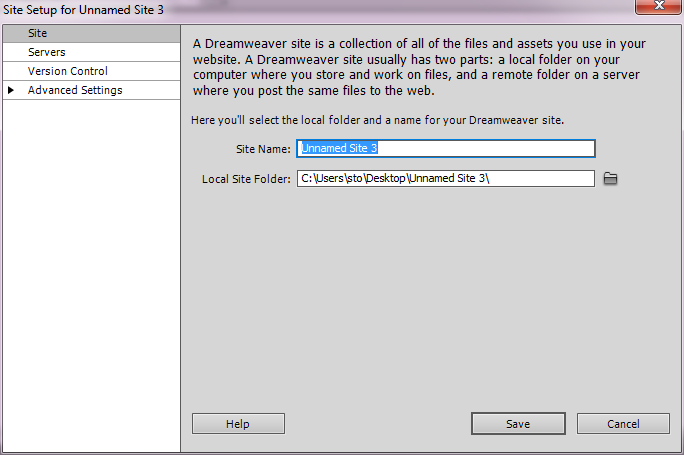 Site Setup for Unnamed Site 3
Site
Servers
Version Control
Advanced Settings
A Dreamweaver site is a collection of all of the files and assets you use in your
website. A Dreamweaver site usually has two parts: a local folder on your
computer where you store and work on files, and a remote folder on a server
where you post the same files to the web.
Here you'll select the local folder and a name for your Dreamweaver site.
Site Name: Unnamed Site 3
Local Site Folder: C:\Users\sto\Desktop\Unnamed Site 3\
Help Save Cancel